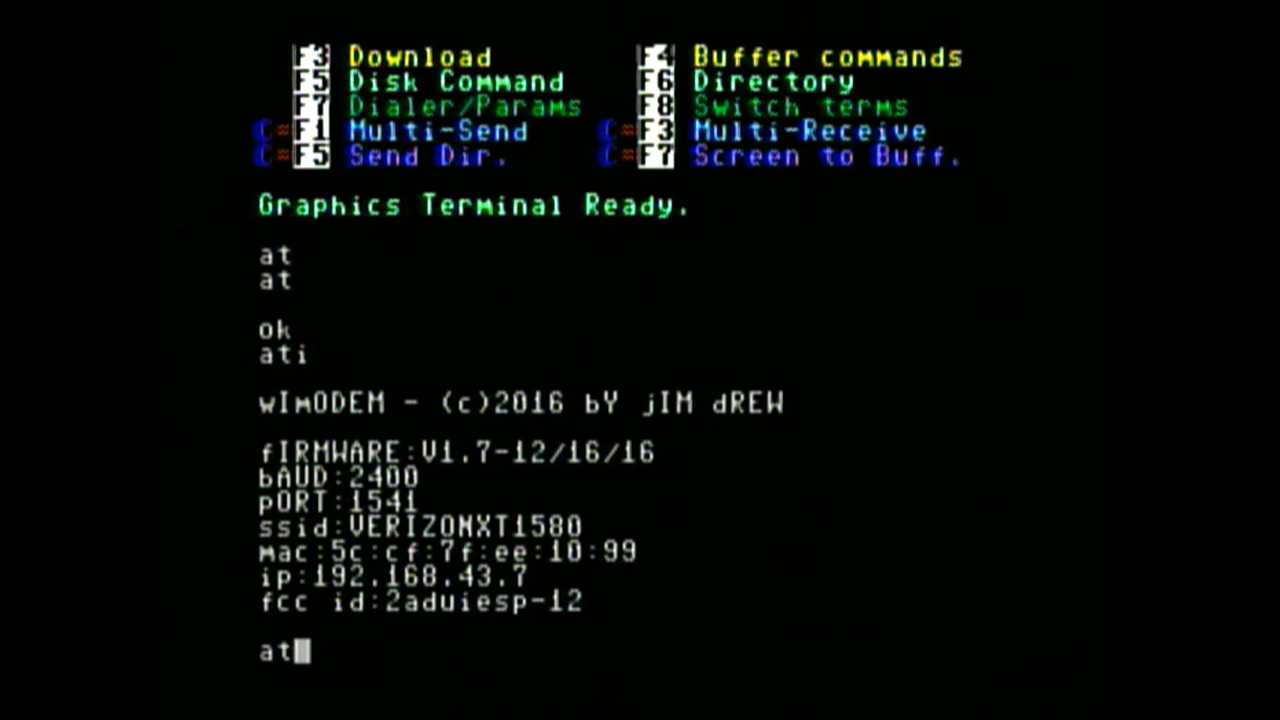 F3 Download F4 Buffer commands
F5 Disk Command F6 Directory
F7 Dialer/Params F8 Switch terms
C=F1 Multi-Send C=F3 Multi-Receive
C=F5 Send Dir. C=F7 Screen to Buff.
Graphics Terminal Ready.
at
at
ok
ati
wImODEM - (c)2016 bY jIM dREW
fIRMWARE:V1.7-12/16/16
bAUD:2400
pORT:1541
ssid:VERIZONXT1580
mac:5c:cf:7f:ee:10:99
ip:192.168.43.7
fcc id:2aduiesp-12
at